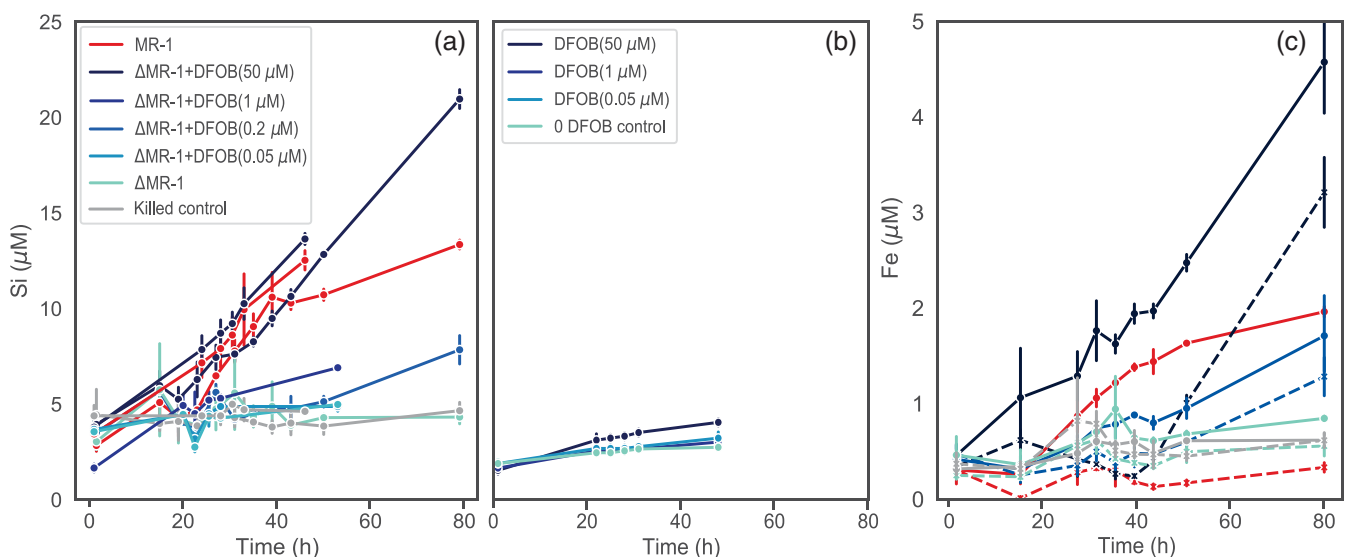 (a)
MR-1
ΔMR-1+DFOB(50 μM)
ΔMR-1+DFOB(1 μM)
ΔMR-1+DFOB(0.2 μM)
ΔMR-1+DFOB(0.05 μM)
ΔMR-1
Killed control
25
20
15
10
5
0
Si (μM)
0 20 40 60 80
Time (h)
(b)
DFOB(50 μM)
DFOB(1 μM)
DFOB(0.05 μM)
0 DFOB control
0 20 40 60 80
Time (h)
(c)
5
4
3
2
1
0
Fe (μM)
0 20 40 60 80
Time (h)